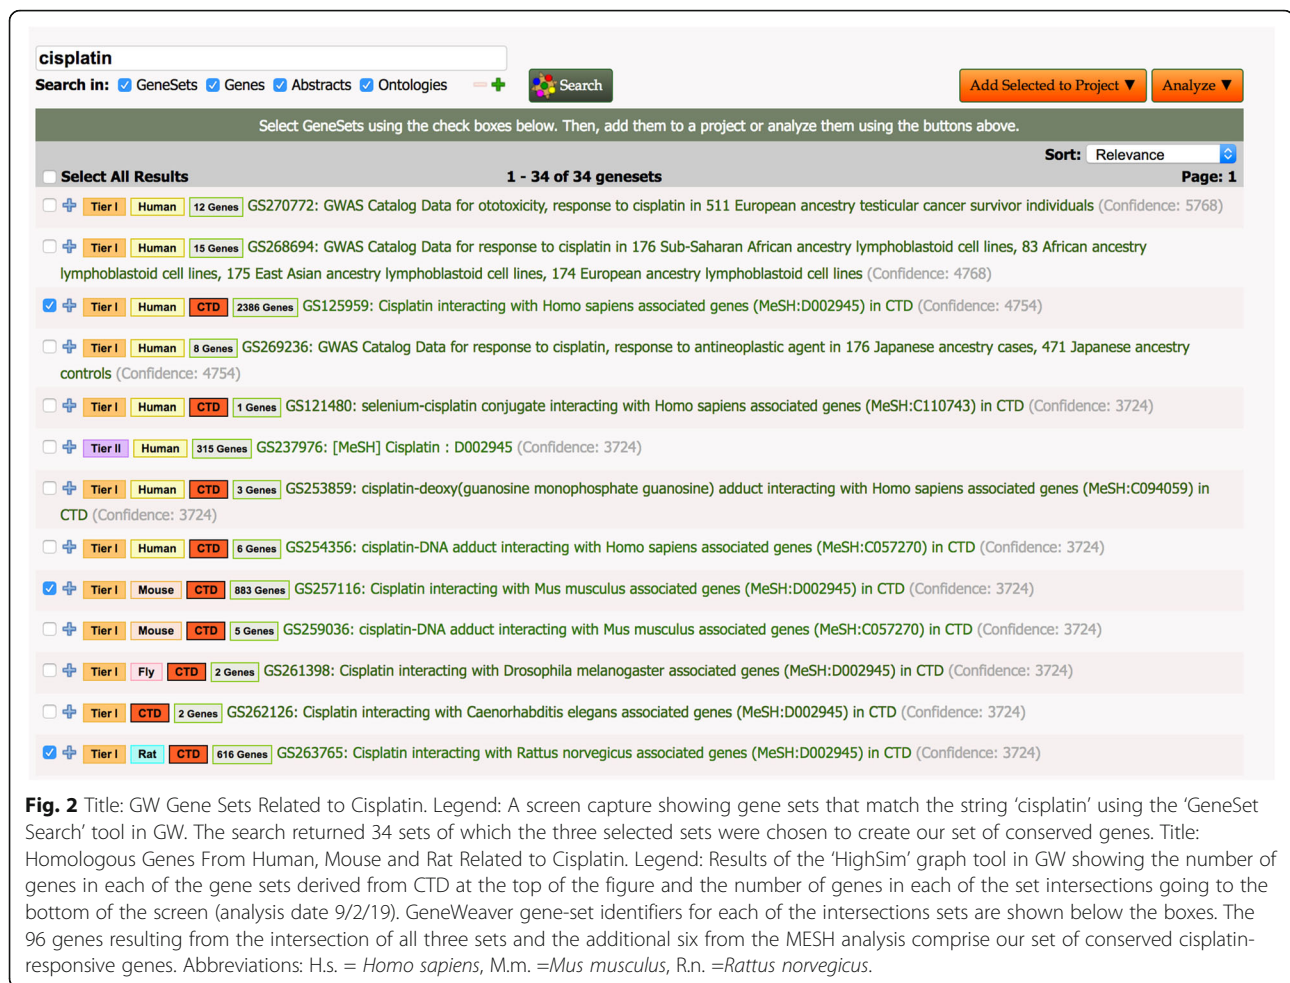 cisplatin
Search in: GeneSets Genes Abstracts Ontologies Search Add Selected to Project ▼ Analyze ▼
Select GeneSets using the check boxes below. Then, add them to a project or analyze them using the buttons above.
Sort: Relevance
Select All Results 1 - 34 of 34 genesets Page: 1
Tier I Human 12 Genes GS270772: GWAS Catalog Data for ototoxicity, response to cisplatin in 511 European ancestry testicular cancer survivor individuals (Confidence: 5768)
Tier I Human 15 Genes GS268694: GWAS Catalog Data for response to cisplatin in 176 Sub-Saharan African ancestry lymphoblastoid cell lines, 83 African ancestry
lymphoblastoid cell lines, 175 East Asian ancestry lymphoblastoid cell lines, 174 European ancestry lymphoblastoid cell lines (Confidence: 4768)
Tier I Human CTD 2386 Genes GS125959: Cisplatin interacting with Homo sapiens associated genes (MeSH:D002945) in CTD (Confidence: 4754)
Tier I Human 8 Genes GS269236: GWAS Catalog Data for response to cisplatin, response to antineoplastic agent in 176 Japanese ancestry cases, 471 Japanese ancestry
controls (Confidence: 4754)
Tier I Human CTD 1 Genes GS121480: selenium-cisplatin conjugate interacting with Homo sapiens associated genes (MeSH:C110743) in CTD (Confidence: 3724)
Tier II Human 315 Genes GS237976: [MeSH] Cisplatin : D002945 (Confidence: 3724)
Tier I Human CTD 3 Genes GS253859: cisplatin-deoxy(guanosine monophosphate guanosine) adduct interacting with Homo sapiens associated genes (MeSH:C094059) in
CTD (Confidence: 3724)
Tier I Human CTD 6 Genes GS254356: cisplatin-DNA adduct interacting with Homo sapiens associated genes (MeSH:C057270) in CTD (Confidence: 3724)
Tier I Mouse CTD 883 Genes GS257116: Cisplatin interacting with Mus musculus associated genes (MeSH:D002945) in CTD (Confidence: 3724)
Tier I Mouse CTD 5 Genes GS259036: cisplatin-DNA adduct interacting with Mus musculus associated genes (MeSH:C057270) in CTD (Confidence: 3724)
Tier I Fly CTD 2 Genes GS261398: Cisplatin interacting with Drosophila melanogaster associated genes (MeSH:D002945) in CTD (Confidence: 3724)
Tier I CTD 2 Genes GS262126: Cisplatin interacting with Caenorhabditis elegans associated genes (MeSH:D002945) in CTD (Confidence: 3724)
Tier I Rat CTD 616 Genes GS263765: Cisplatin interacting with Rattus norvegicus associated genes (MeSH:D002945) in CTD (Confidence: 3724)
Fig. 2 Title: GW Gene Sets Related to Cisplatin. Legend: A screen capture showing gene sets that match the string ‘cisplatin’ using the ‘GeneSet
Search’ tool in GW. The search returned 34 sets of which the three selected sets were chosen to create our set of conserved genes. Title:
Homologous Genes From Human, Mouse and Rat Related to Cisplatin. Legend: Results of the ‘HighSim’ graph tool in GW showing the number of
genes in each of the gene sets derived from CTD at the top of the figure and the number of genes in each of the set intersections going to the
bottom of the screen (analysis date 9/2/19). GeneWeaver gene-set identifiers for each of the intersections sets are shown below the boxes. The
96 genes resulting from the intersection of all three sets and the additional six from the MESH analysis comprise our set of conserved cisplatin-
responsive genes. Abbreviations: H.s. = Homo sapiens, M.m. =Mus musculus, R.n. =Rattus norvegicus.